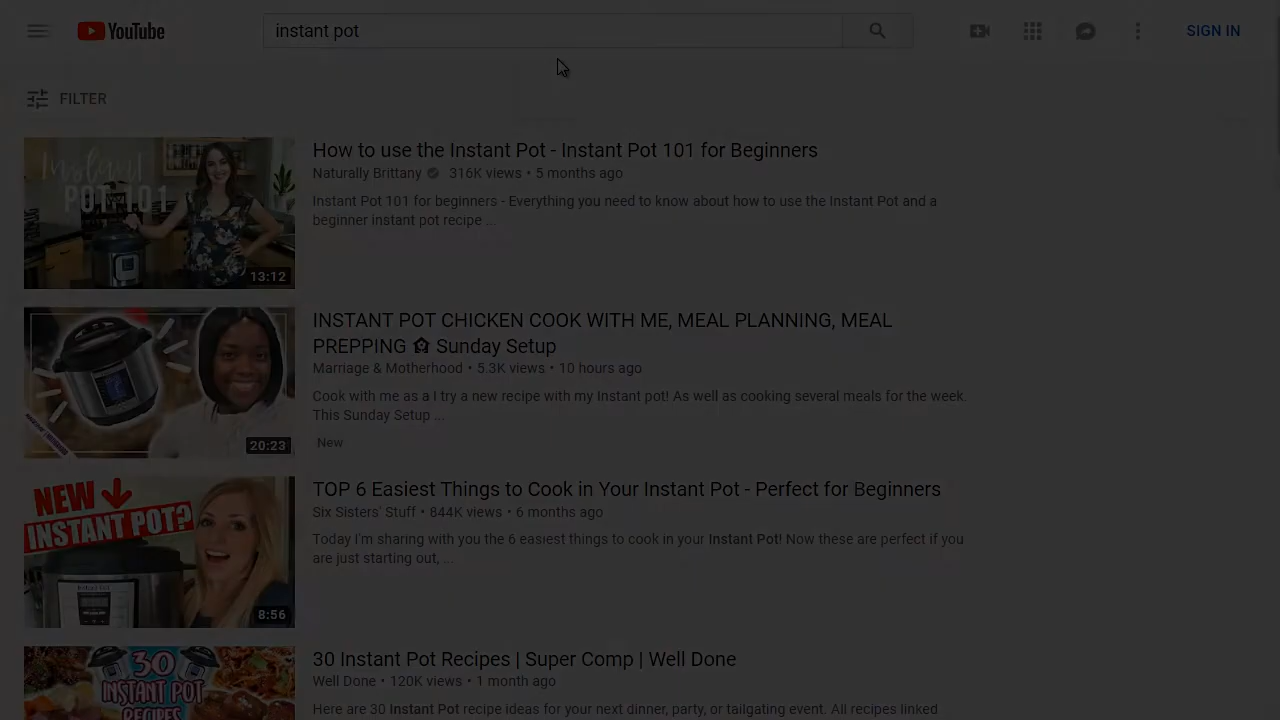 YouTube
instant pot
SIGN IN
FILTER
Instant
POT 101
13:12
How to use the Instant Pot - Instant Pot 101 for Beginners
Naturally Brittany 316K views • 5 months ago
Instant Pot 101 for beginners - Everything you need to know about how to use the Instant Pot and a
beginner instant pot recipe ...
20:23
INSTANT POT CHICKEN COOK WITH ME, MEAL PLANNING, MEAL
PREPPING 🏠 Sunday Setup
Marriage & Motherhood • 5.3K views • 10 hours ago
Cook with me as a I try a new recipe with my Instant pot! As well as cooking several meals for the week.
This Sunday Setup ...
New
NEW
INSTANT POT?
8:56
TOP 6 Easiest Things to Cook in Your Instant Pot - Perfect for Beginners
Six Sisters' Stuff • 844K views • 6 months ago
Today I'm sharing with you the 6 easiest things to cook in your Instant Pot! Now these are perfect if you
are just starting out, ...
30
INSTANT POT
RECIPES
30 Instant Pot Recipes | Super Comp | Well Done
Well Done • 120K views • 1 month ago
Here are 30 Instant Pot recipe ideas for your next dinner, party, or tailgating event. All recipes linked